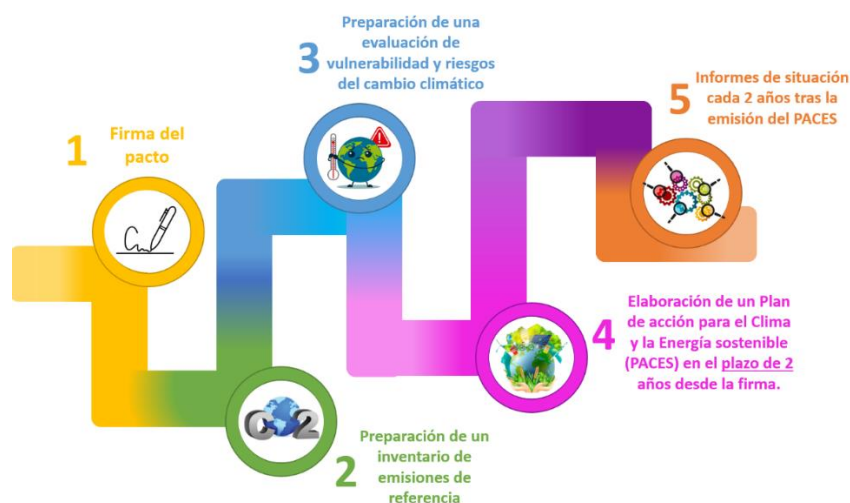 1
Firma del
pacto
2
Preparación de un
inventario de
emisiones de
referencia
3
Preparación de una
evaluación de
vulnerabilidad y riesgos
del cambio climático
4
Elaboración de un Plan
de acción para el Clima
y la Energía sostenible
(PACES) en el plazo de 2
años desde la firma.
5
Informes de situación
cada 2 años tras la
emisión del PACES
CO2